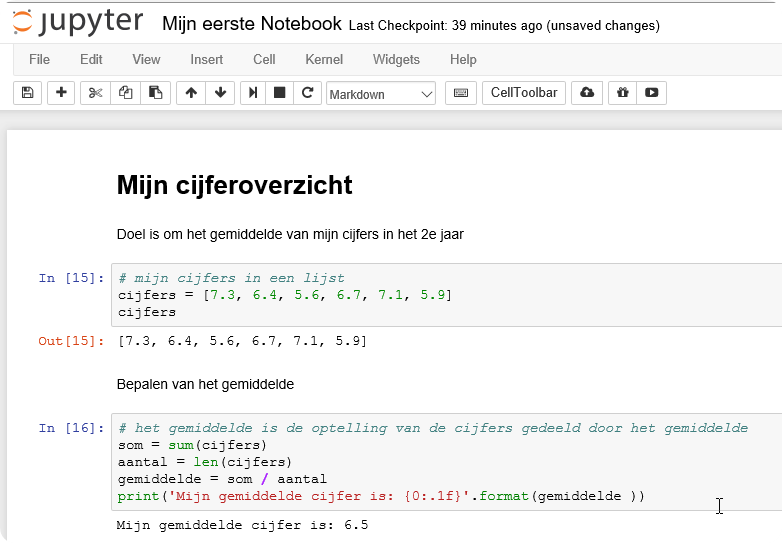 jupyter Mijn eerste Notebook Last Checkpoint: 39 minutes ago (unsaved changes)
File Edit View Insert Cell Kernel Widgets Help
Markdown CellToolbar
Mijn cijferoverzicht
Doel is om het gemiddelde van mijn cijfers in het 2e jaar
In [15]: # mijn cijfers in een lijst
cijfers = [7.3, 6.4, 5.6, 6.7, 7.1, 5.9]
cijfers
Out[15]: [7.3, 6.4, 5.6, 6.7, 7.1, 5.9]
Bepalen van het gemiddelde
In [16]: # het gemiddelde is de optelling van de cijfers gedeeld door het gemiddelde
som = sum(cijfers)
aantal = len(cijfers)
gemiddelde = som / aantal
print('Mijn gemiddelde cijfer is: {0:.1f}'.format(gemiddelde ))
Mijn gemiddelde cijfer is: 6.5